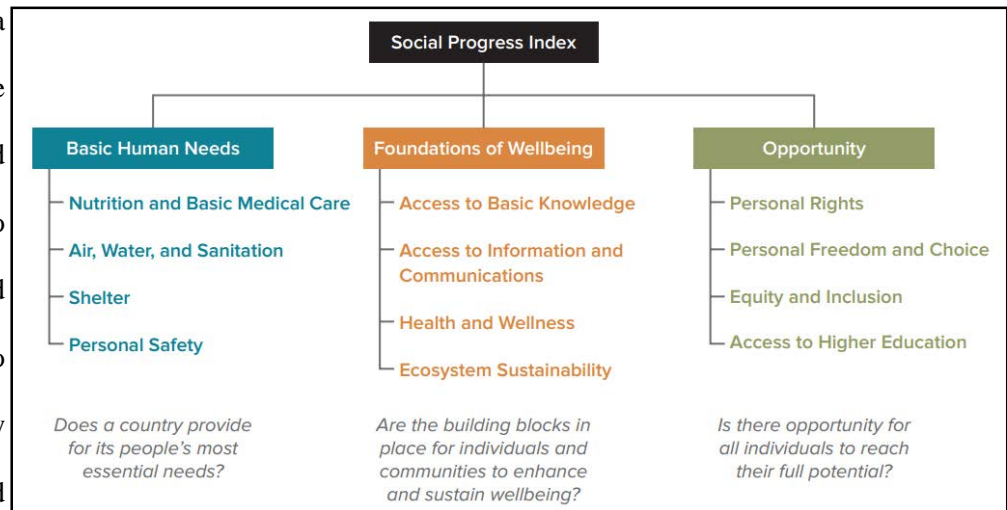 Social Progress Index
Basic Human Needs
Nutrition and Basic Medical Care
Air, Water, and Sanitation
Shelter
Personal Safety
Does a country provide
for its people's most
essential needs?
Foundations of Wellbeing
Access to Basic Knowledge
Access to Information and
Communications
Health and Wellness
Ecosystem Sustainability
Are the building blocks in
place for individuals and
communities to enhance
and sustain wellbeing?
Opportunity
Personal Rights
Personal Freedom and Choice
Equity and Inclusion
Access to Higher Education
Is there opportunity for
all individuals to reach
their full potential?